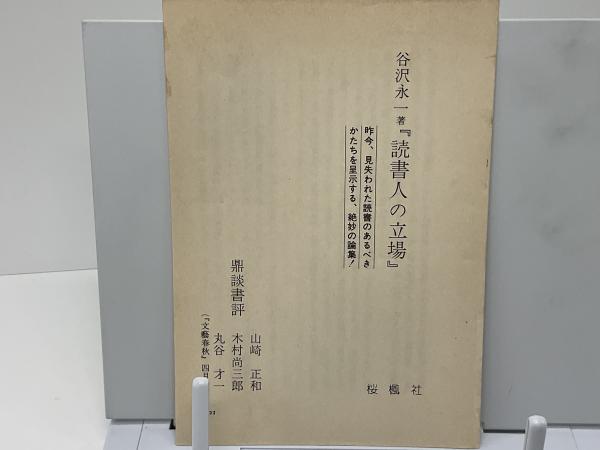 谷沢永一著『読書人の立場』
昨今、見失われた読書のあるべき
かたちを呈示する、絶妙の論集！
鼎談書評
山崎正和
木村尚三郎
丸谷才一
（『文藝春秋』四月
桜楓社